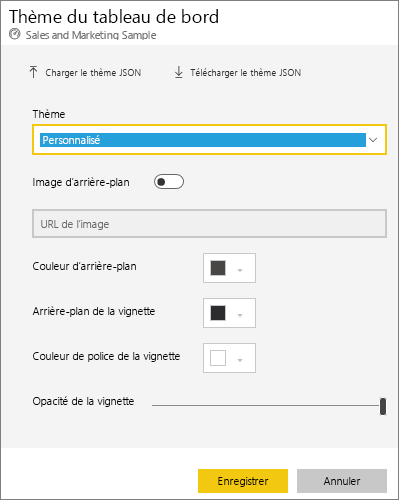 Thème du tableau de bord
Sales and Marketing Sample
Charger le thème JSON
Télécharger le thème JSON
Thème
Personnalisé
Image d'arrière-plan
URL de l'image
Couleur d'arrière-plan
Arrière-plan de la vignette
Couleur de police de la vignette
Opacité de la vignette
Enregistrer
Annuler